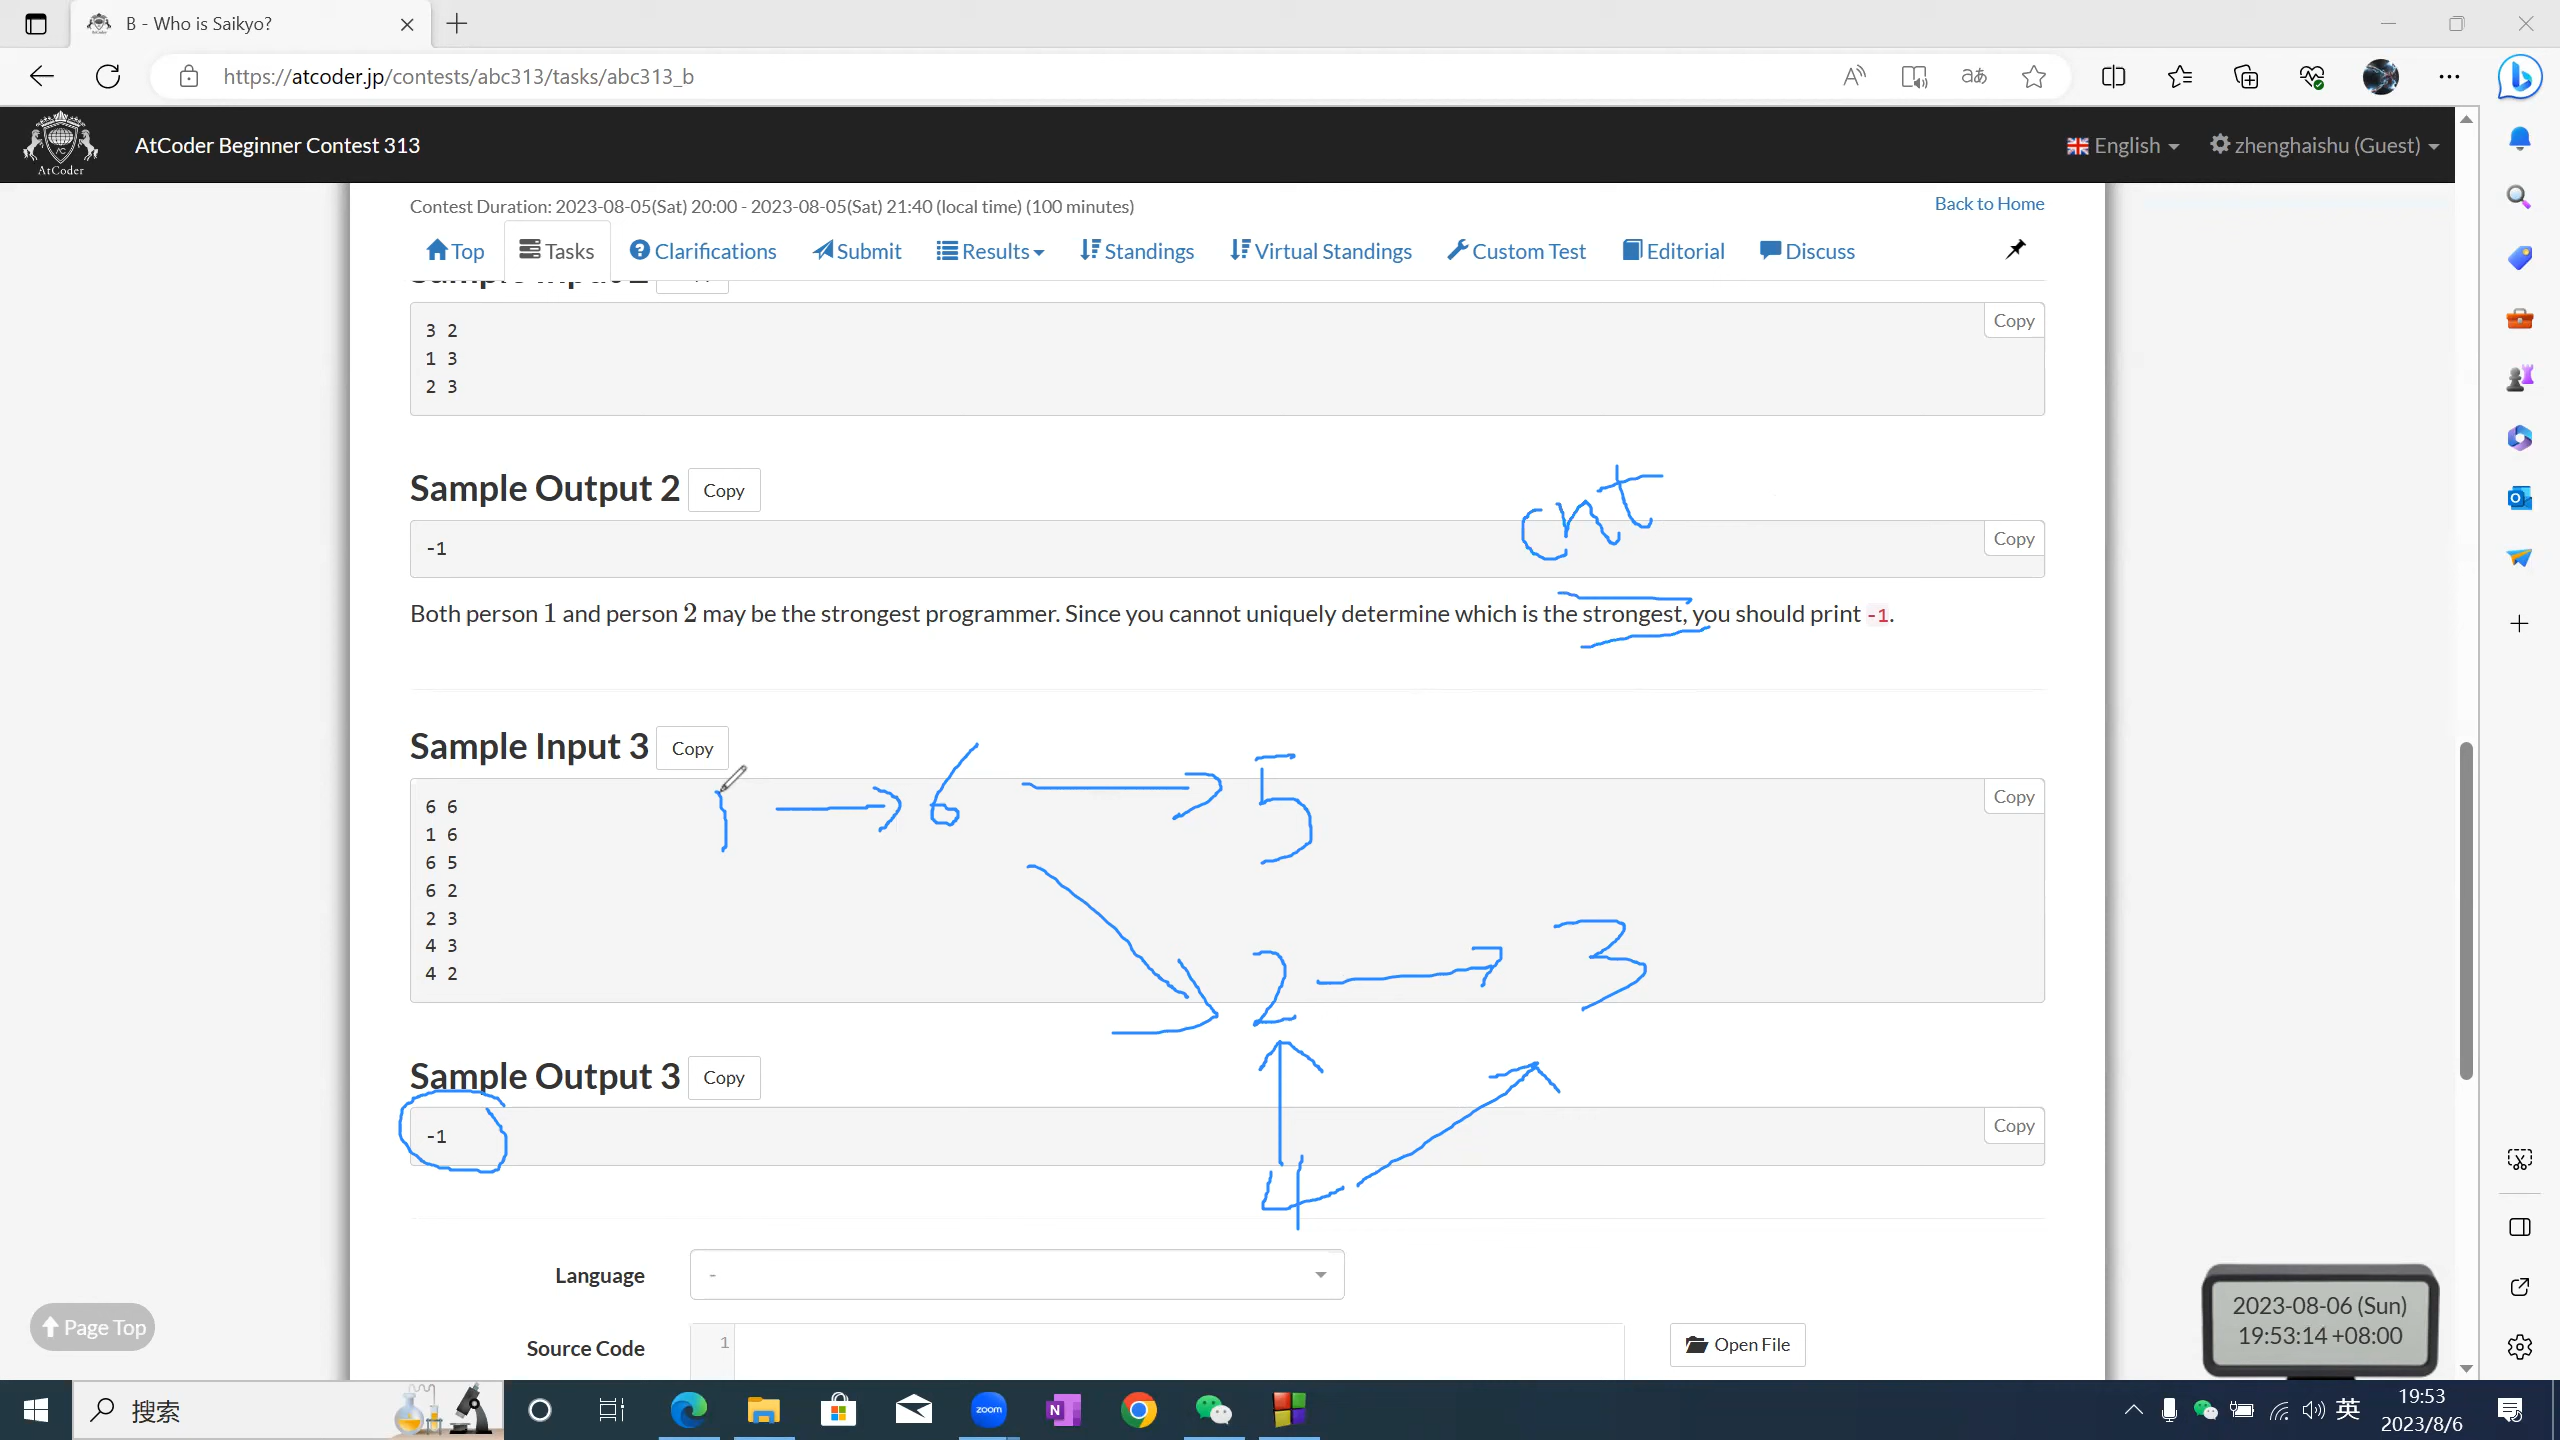 B - Who is Saikyo?
https://atcoder.jp/contests/abc313/tasks/abc313_b
AtCoder
AtCoder Beginner Contest 313
English
zhenghaishu (Guest)
Contest Duration: 2023-08-05(Sat) 20:00 - 2023-08-05(Sat) 21:40 (local time) (100 minutes)
Back to Home
Top
Tasks
Clarifications
Submit
Results
Standings
Virtual Standings
Custom Test
Editorial
Discuss
3 2
1 3
2 3
Copy
Sample Output 2
Copy
cnt
-1
Copy
Both person 1 and person 2 may be the strongest programmer. Since you cannot uniquely determine which is the strongest, you should print -1.
Sample Input 3
Copy
6 6
1 6
6 5
6 2
2 3
4 3
4 2
Copy
1 → 6 → 5
2 → 3
4
Sample Output 3
Copy
-1
Copy
Language
-
Source Code
1
Open File
Page Top
2023-08-06 (Sun)
19:53:14 +08:00
搜索
zoom
英
19:53
2023/8/6